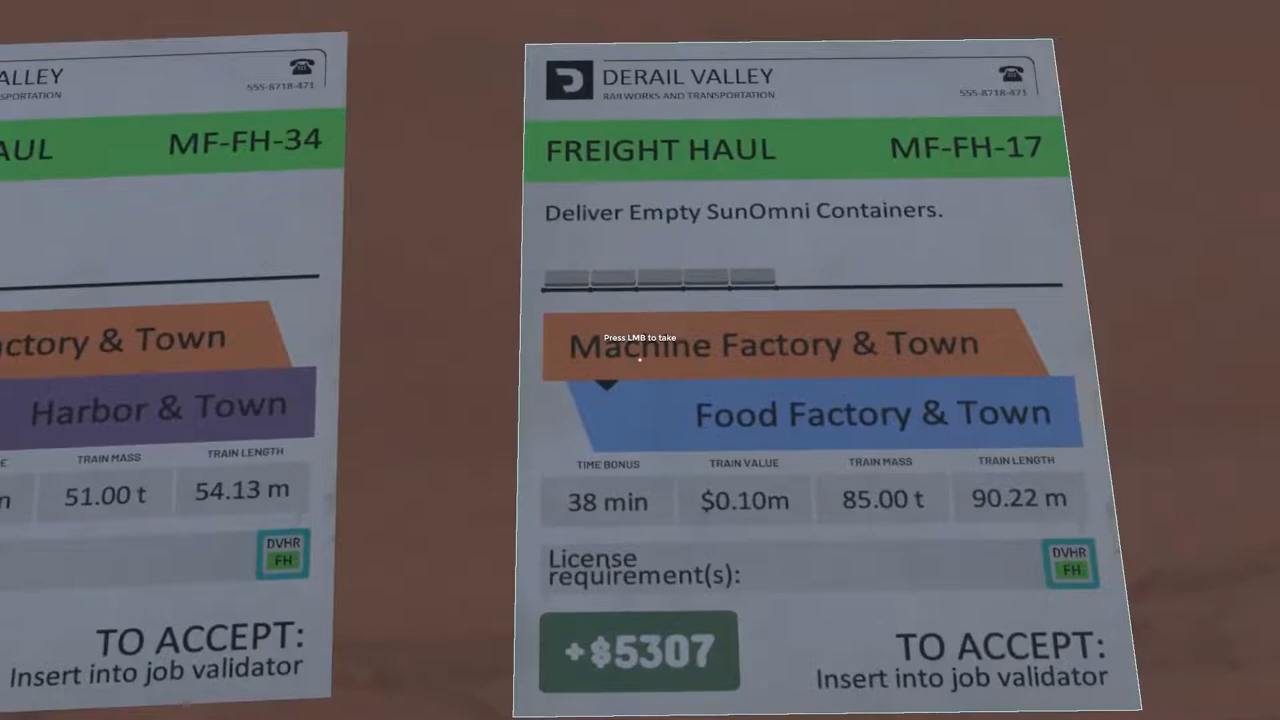 ALLEY
SPORTATION
555-8718-471
AUL MF-FH-34
actory & Town
Harbor & Town
TRAIN MASS TRAIN LENGTH
51.00 t 54.13 m
DVHR
FH
TO ACCEPT:
Insert into job validator
DERAIL VALLEY
RAILWORKS AND TRANSPORTATION
555-8718-471
FREIGHT HAUL MF-FH-17
Deliver Empty SunOmni Containers.
Press LMB to take
Machine Factory & Town
Food Factory & Town
TIME BONUS TRAIN VALUE TRAIN MASS TRAIN LENGTH
38 min $0.10m 85.00 t 90.22 m
License
requirement(s):
DVHR
FH
+$5307
TO ACCEPT:
Insert into job validator